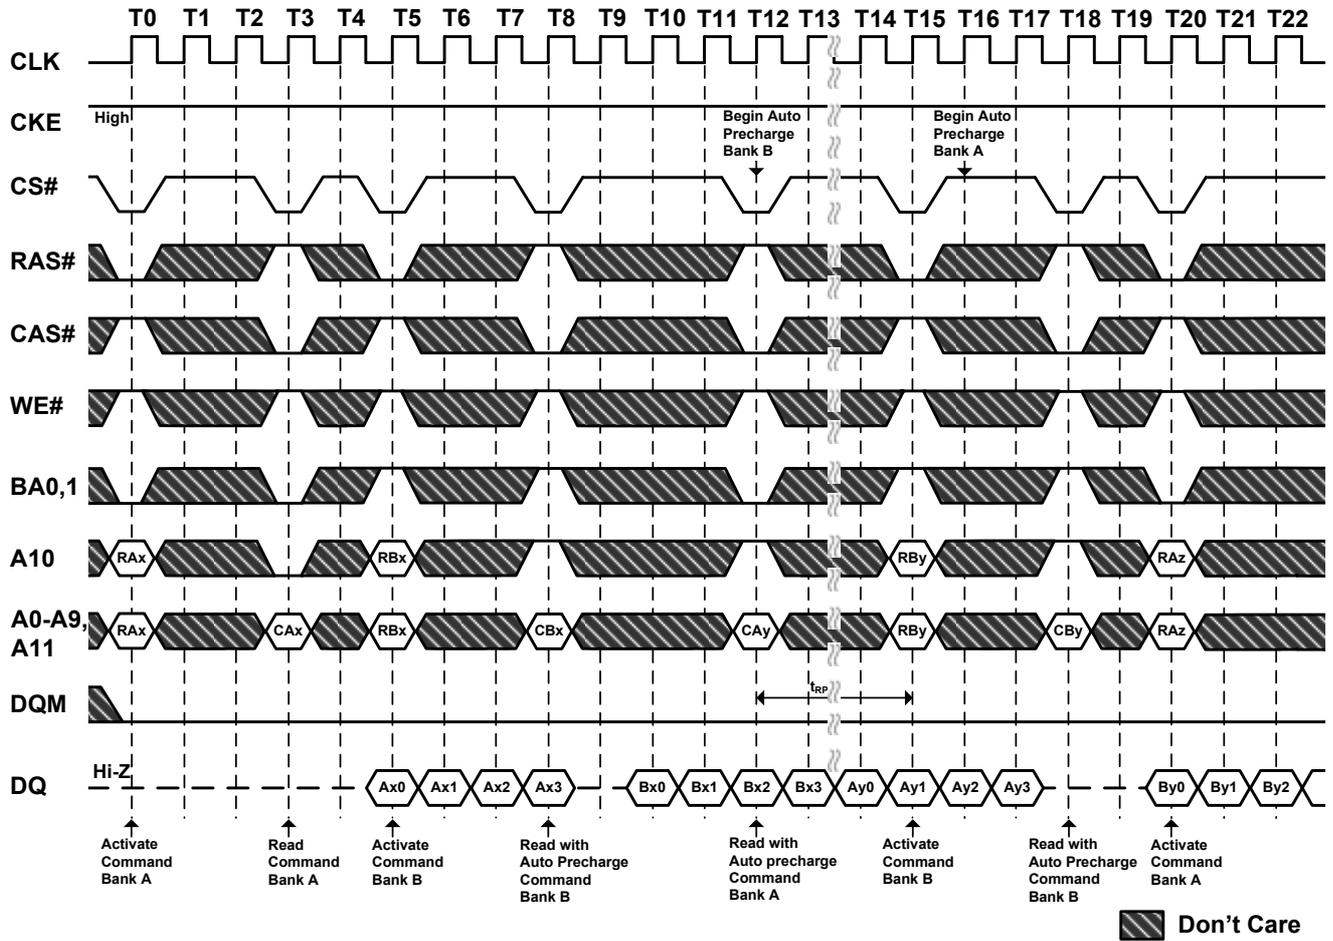 T0 T1 T2 T3 T4 T5 T6 T7 T8 T9 T10 T11 T12 T13 T14 T15 T16 T17 T18 T19 T20 T21 T22
CLK
CKE
High
Begin Auto
Precharge
Bank B
Begin Auto
Precharge
Bank A
CS#
RAS#
CAS#
WE#
BA0,1
A10
RAx RBx RBy RAz
A0-A9,
A11
RAx CAx RBx CBx CAy RBy CBy RAz
DQM
tRP
DQ
Hi-Z
Ax0 Ax1 Ax2 Ax3 Bx0 Bx1 Bx2 Bx3 Ay0 Ay1 Ay2 Ay3 By0 By1 By2
Activate
Command
Bank A
Read
Command
Bank A
Activate
Command
Bank B
Read with
Auto Precharge
Command
Bank B
Read with
Auto precharge
Command
Bank A
Activate
Command
Bank B
Read with
Auto Precharge
Command
Bank B
Activate
Command
Bank A
Don't Care